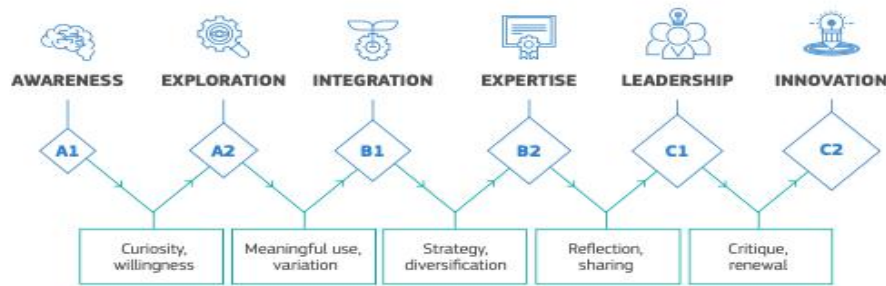 AWARENESS EXPLORATION INTEGRATION EXPERTISE LEADERSHIP INNOVATION
A1 A2 B1 B2 C1 C2
Curiosity, Meaningful use, Strategy, Reflection, Critique,
willingness variation diversification sharing renewal